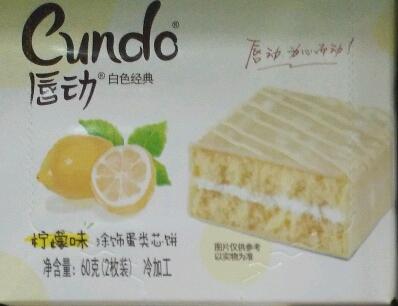 Cundo®
唇动® 白色经典
唇动 为心而动!
柠檬味 涂饰蛋类芯饼
净含量: 60克(2枚装) 冷加工
图片仅供参考
以实物为准